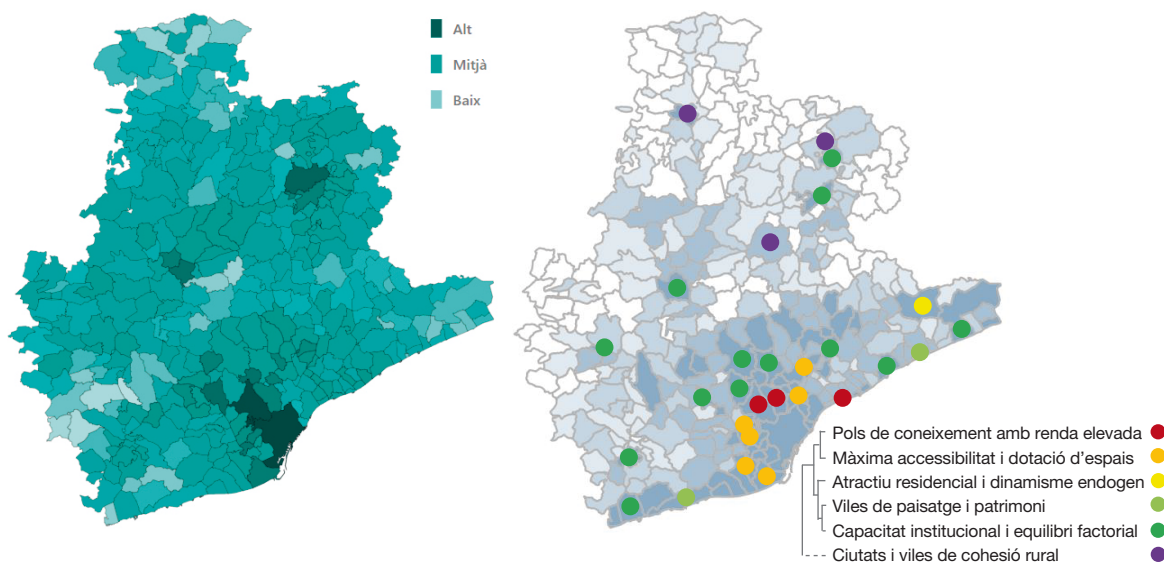 Alt
Mitjà
Baix
Pols de coneixement amb renda elevada
Màxima accessibilitat i dotació d'espais
Atractiu residencial i dinamisme endogen
Viles de paisatge i patrimoni
Capacitat institucional i equilibri factorial
Ciutats i viles de cohesió rural